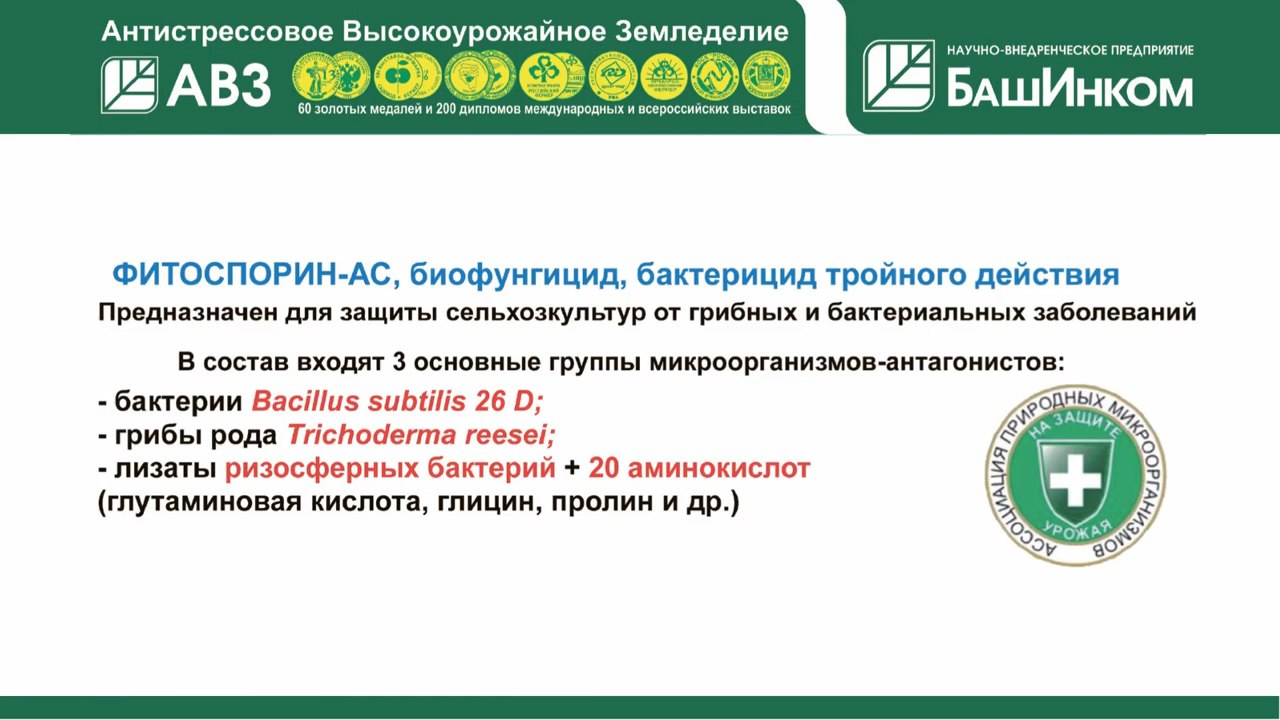 Антистрессовое Высокоурожайное Земледелие
АВЗ
60 золотых медалей и 200 дипломов международных и всероссийских выставок
НАУЧНО-ВНЕДРЕНЧЕСКОЕ ПРЕДПРИЯТИЕ
БашИнком
ФИТОСПОРИН-АС, биофунгицид, бактерицид тройного действия
Предназначен для защиты сельхозкультур от грибных и бактериальных заболеваний
В состав входят 3 основные группы микроорганизмов-антагонистов:
- бактерии Bacillus subtilis 26 D;
- грибы рода Trichoderma reesei;
- лизаты ризосферных бактерий + 20 аминокислот
(глутаминовая кислота, глицин, пролин и др.)
АССОЦИАЦИЯ ПРИРОДНЫХ МИКРООРГАНИЗМОВ
НА ЗАЩИТЕ
УРОЖАЯ